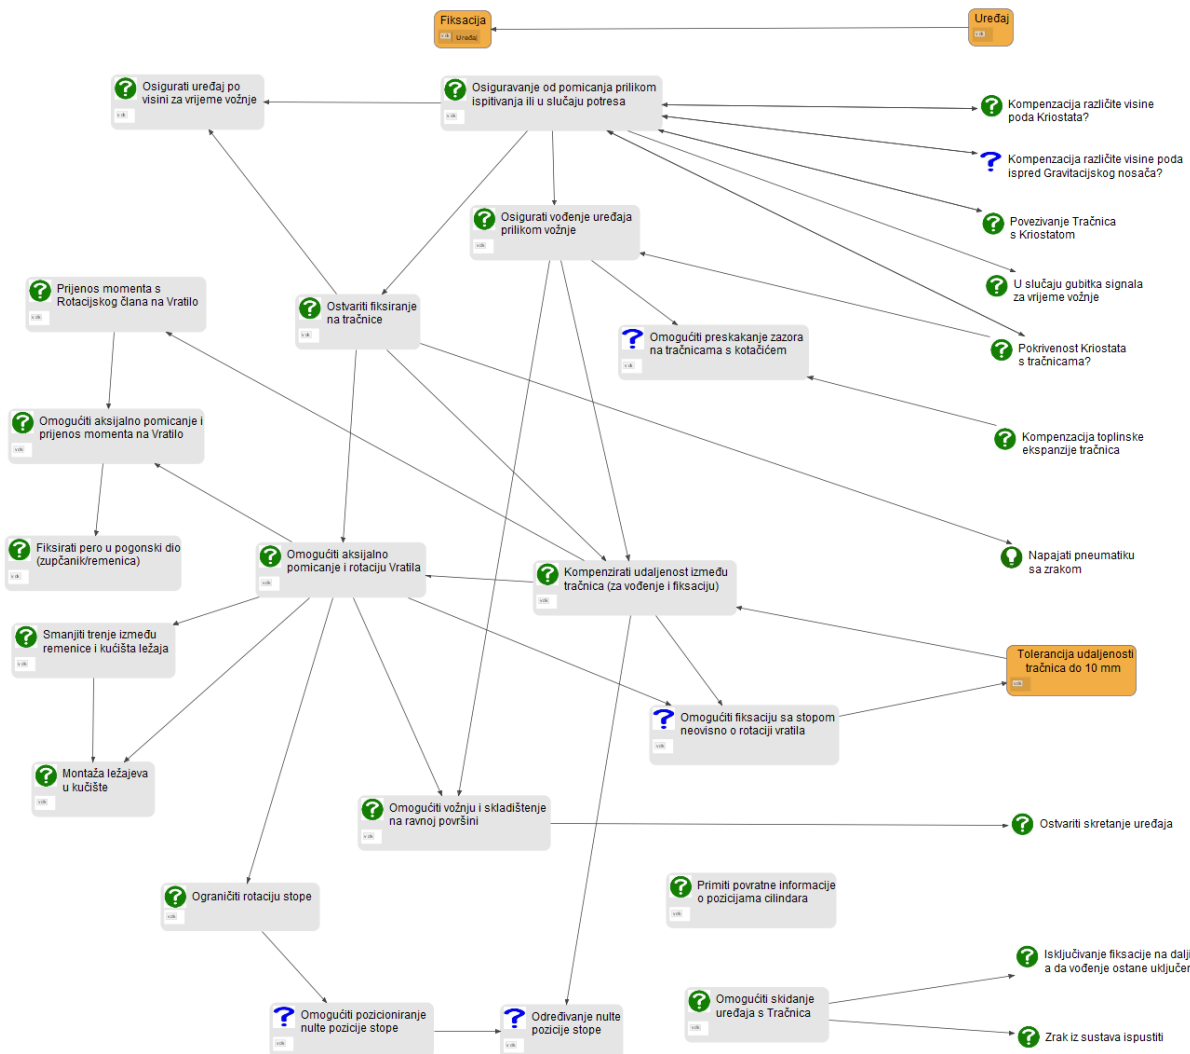 Fiksacija
Uređaj
Uređaj
Osigurati uređaj po
visini za vrijeme vožnje
Osiguravanje od pomicanja prilikom
ispitivanja ili u slučaju potresa
Kompenzacija različite visine
poda Kriostata?
Kompenzacija različite visine poda
ispred Gravitacijskog nosača?
Osigurati vođenje uređaja
prilikom vožnje
Povezivanje Tračnica
s Kriostatom
U slučaju gubitka signala
za vrijeme vožnje
Prijenos momenta s
Rotacijskog člana na Vratilo
Ostvariti fiksiranje
na tračnice
Omogućiti preskakanje zazora
na tračnicama s kotačićem
Pokrivenost Kriostata
s tračnicama?
Omogućiti aksijalno pomicanje i
prijenos momenta na Vratilo
Kompenzacija toplinske
ekspanzije tračnica
Fiksirati pero u pogonski dio
(zupčanik/remenica)
Omogućiti aksijalno
pomicanje i rotaciju Vratila
Kompenzirati udaljenost između
tračnica (za vođenje i fiksaciju)
Napajati pneumatiku
sa zrakom
Smanjiti trenje između
remenice i kućišta ležaja
Tolerancija udaljenosti
tračnica do 10 mm
Omogućiti fiksaciju sa stopom
neovisno o rotaciji vratila
Montaža ležajeva
u kučište
Omogućiti vožnju i skladištenje
na ravnoj površini
Ostvariti skretanje uređaja
Ograničiti rotaciju stope
Primiti povratne informacije
o pozicijama cilindara
Isključivanje fiksacije na dalji
a da vođenje ostane uključen
Omogućiti pozicioniranje
nulte pozicije stope
Određivanje nulte
pozicije stope
Omogućiti skidanje
uređaja s Tračnica
Zrak iz sustava ispustiti